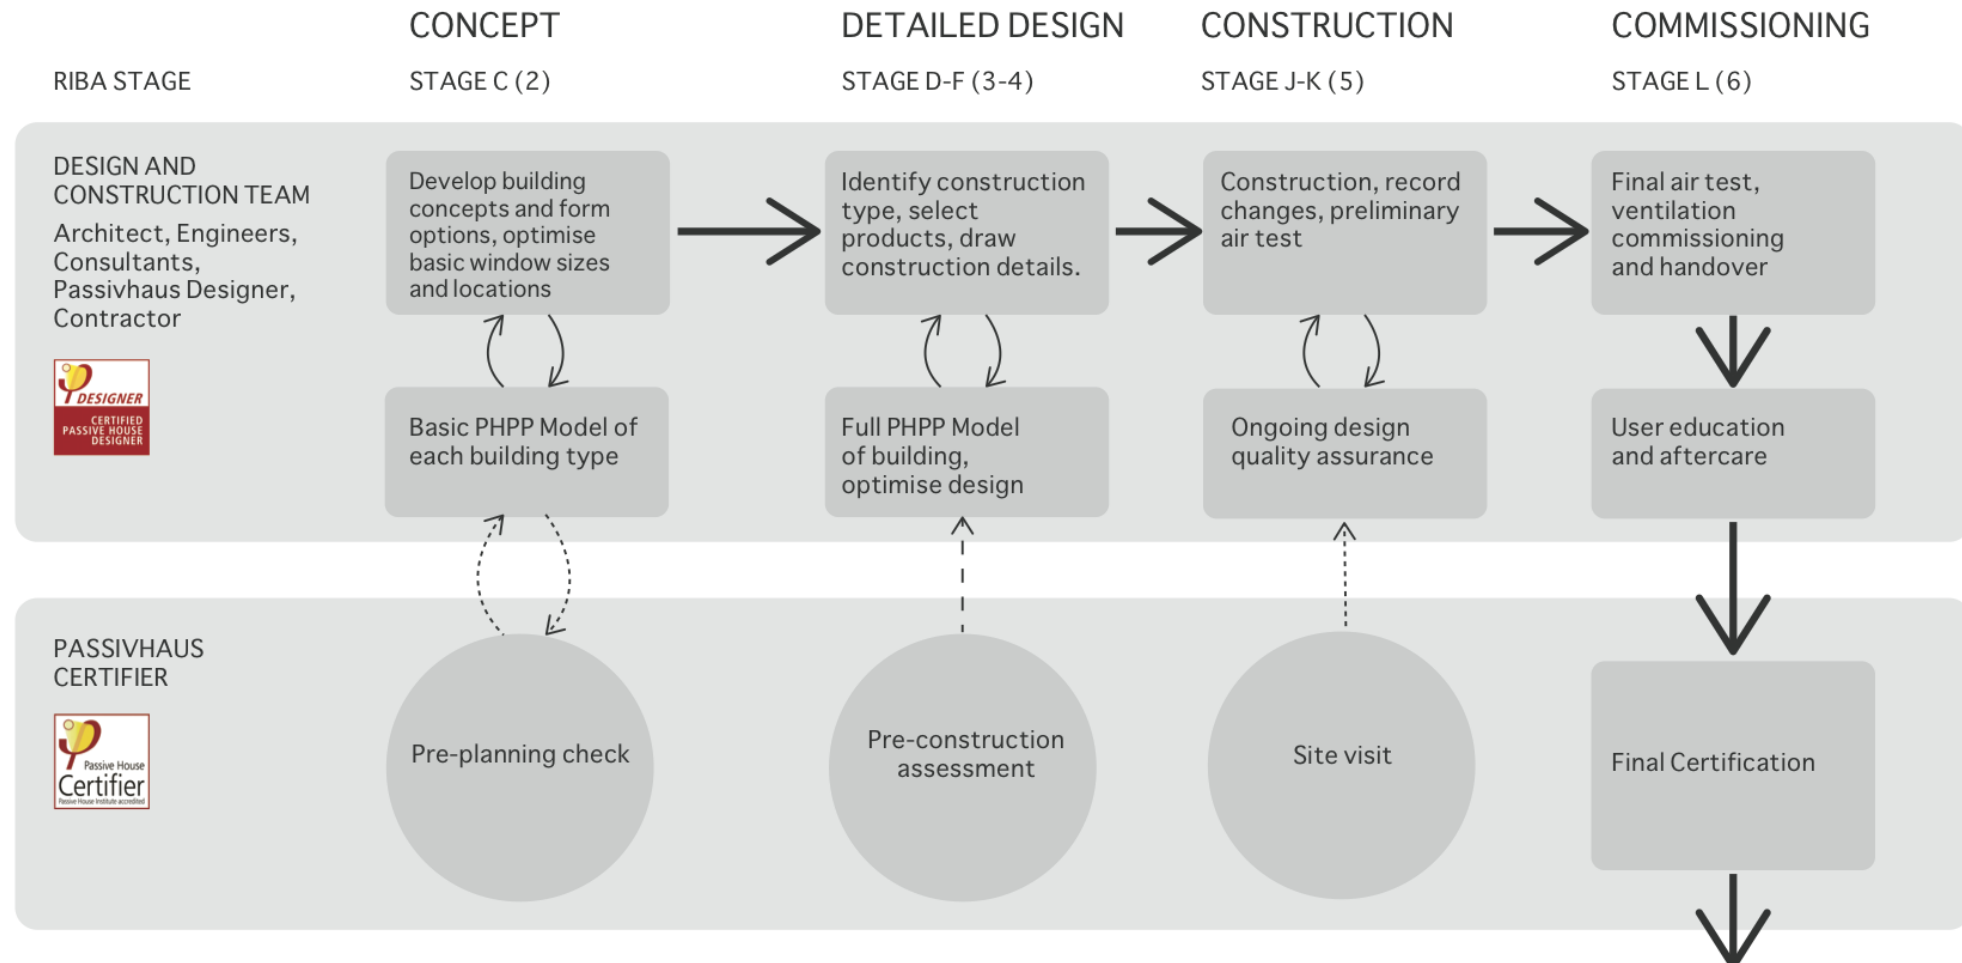 CONCEPT
DETAILED DESIGN
CONSTRUCTION
COMMISSIONING
RIBA STAGE
STAGE C (2)
STAGE D-F (3-4)
STAGE J-K (5)
STAGE L (6)
DESIGN AND
CONSTRUCTION TEAM
Architect, Engineers,
Consultants,
Passivhaus Designer,
Contractor
DESIGNER
CERTIFIED
PASSIVE HOUSE
DESIGNER
Develop building
concepts and form
options, optimise
basic window sizes
and locations
Identify construction
type, select
products, draw
construction details.
Construction, record
changes, preliminary
air test
Final air test,
ventilation
commissioning
and handover
Basic PHPP Model of
each building type
Full PHPP Model
of building,
optimise design
Ongoing design
quality assurance
User education
and aftercare
PASSIVHAUS
CERTIFIER
Passive House
Certifier
Passive House Institute accredited
Pre-planning check
Pre-construction
assessment
Site visit
Final Certification